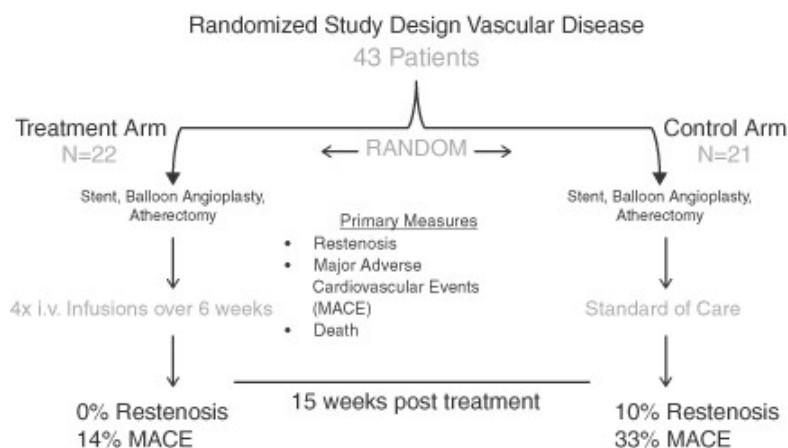 Randomized Study Design Vascular Disease
43 Patients
Treatment Arm
N=22
RANDOM
Control Arm
N=21
Stent, Balloon Angioplasty,
Atherectomy
Stent, Balloon Angioplasty,
Atherectomy
Primary Measures
• Restenosis
• Major Adverse
Cardiovascular Events
(MACE)
• Death
4x i.v. Infusions over 6 weeks
Standard of Care
15 weeks post treatment
0% Restenosis
14% MACE
10% Restenosis
33% MACE